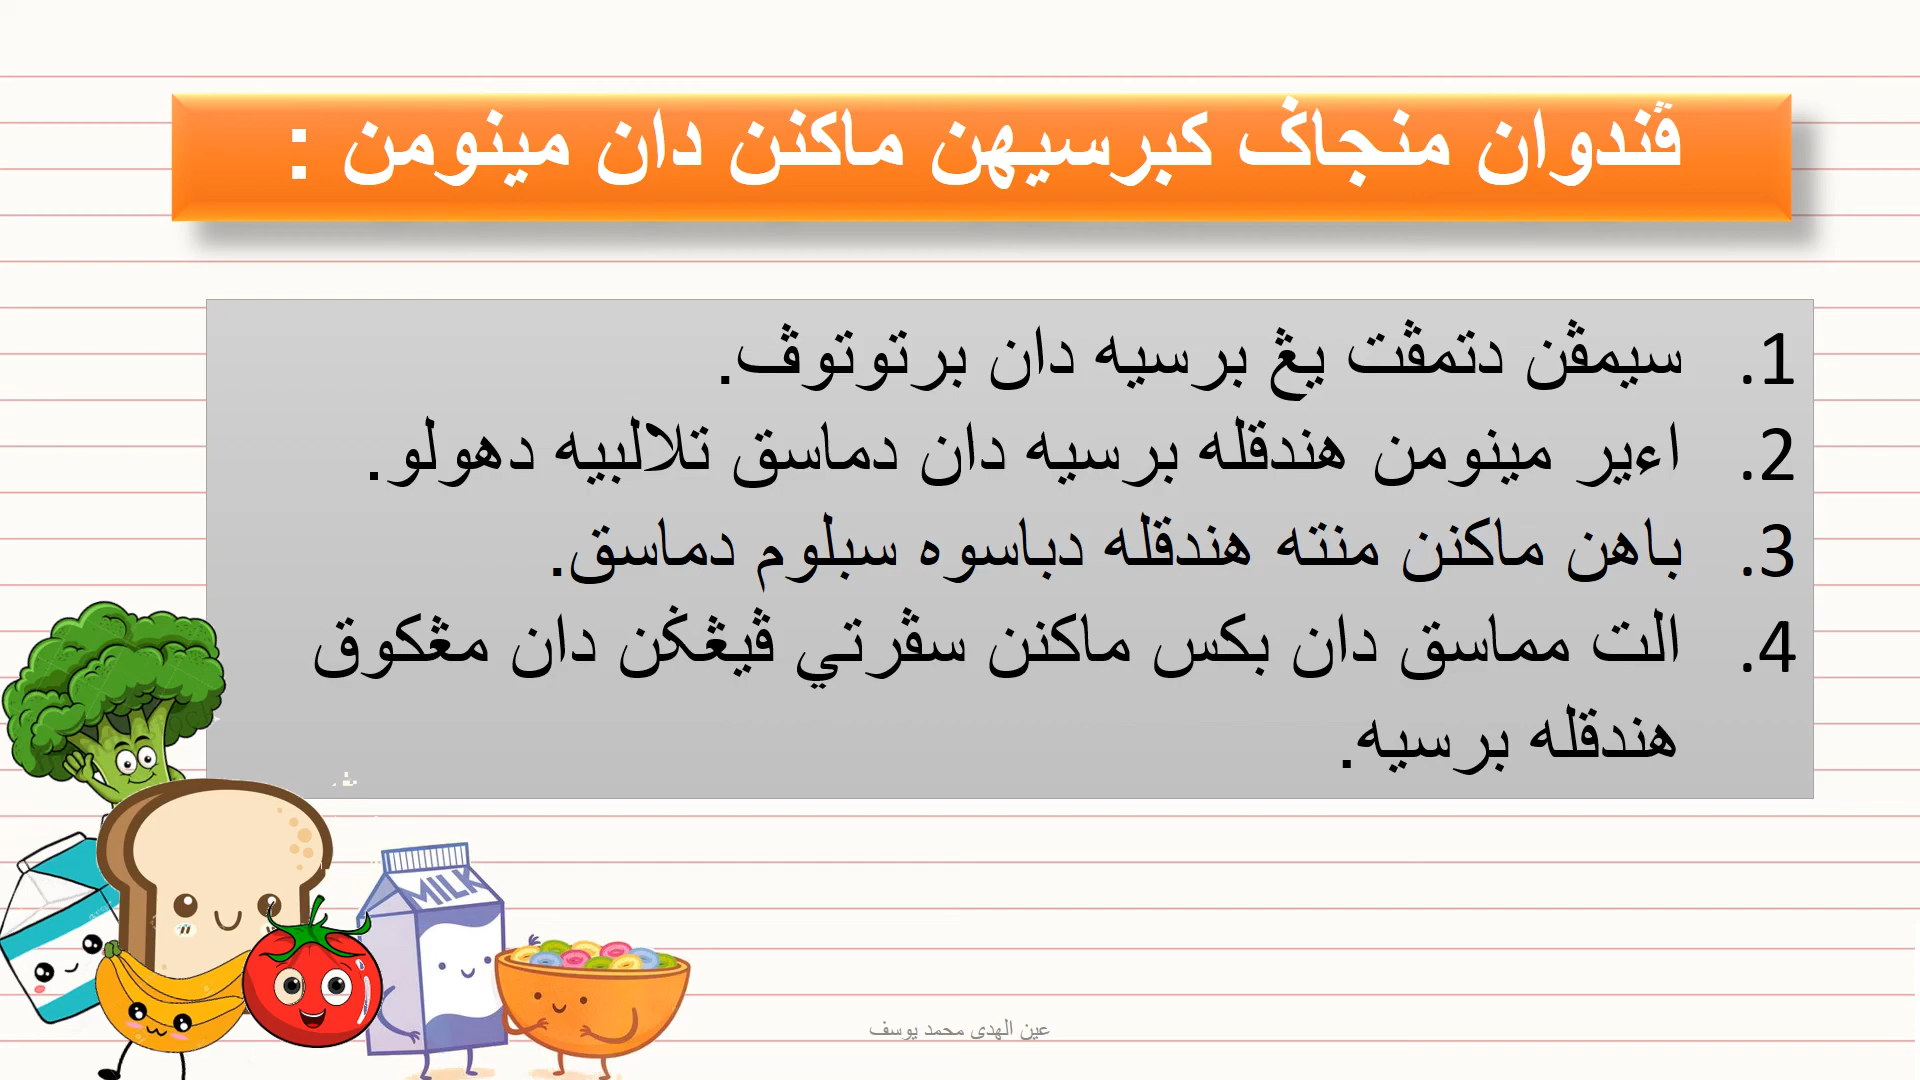 ڤندوان منجاݢ کبرسيهن ماکنن دان مينومن :
1. سيمڤن دتمڤت يڠ برسيه دان برتوتوڤ.
2. اءير مينومن هندقله برسيه دان دماسق تلالبيه دهولو.
3. باهن ماکنن منته هندقله دباسوه سبلوم دماسق.
4. الت مماسق دان بکس ماکنن سڤرتي ڤيڠݢن دان مڠکوق
هندقله برسيه.
MILK
عين الهدى محمد يوسف